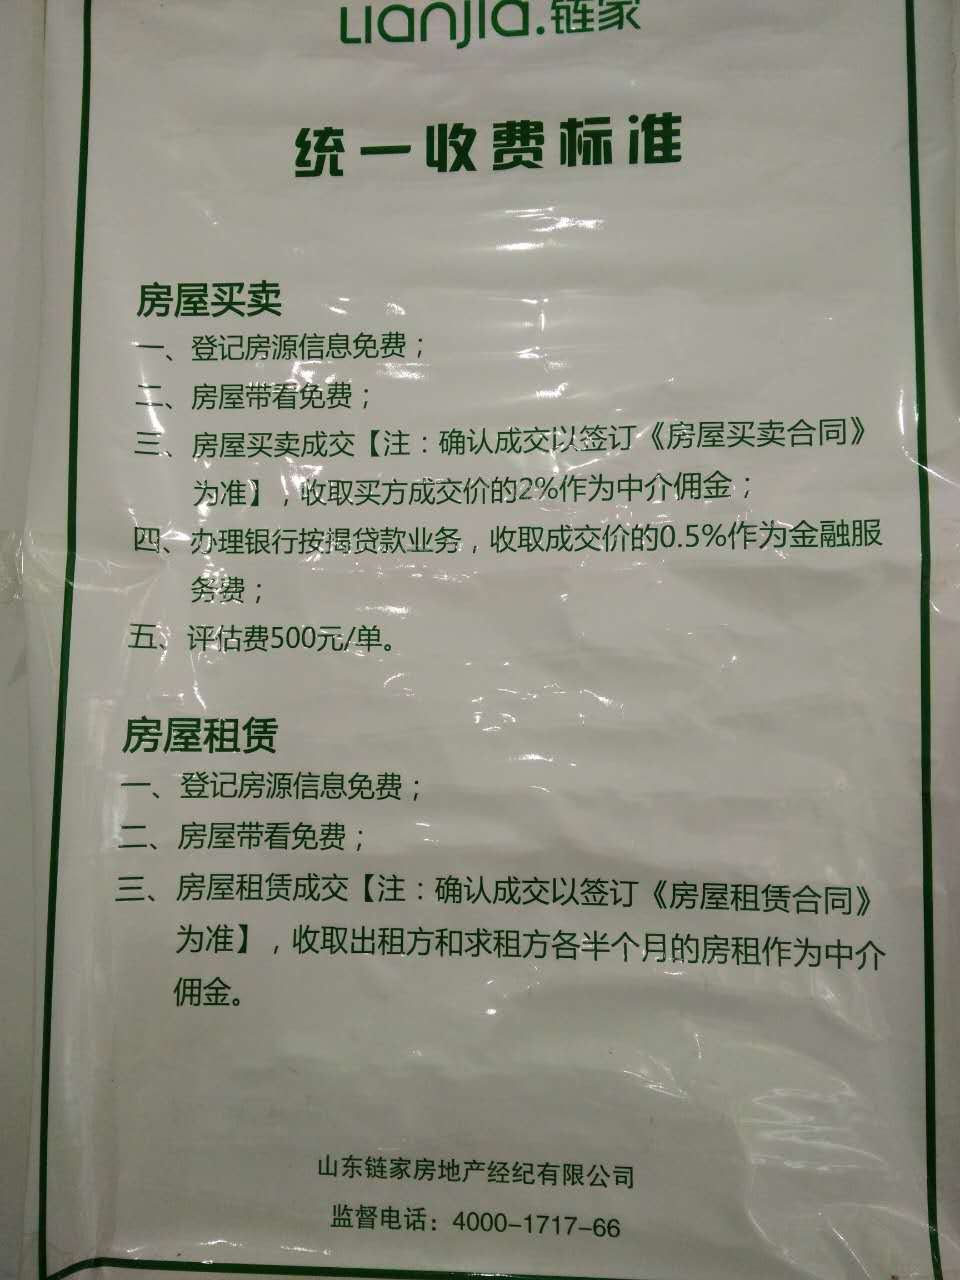 Lianjia.链家
统一收费标准
房屋买卖
一、登记房源信息免费；
二、房屋带看免费；
三、房屋买卖成交【注：确认成交以签订《房屋买卖合同》
为准】，收取买方成交价的2%作为中介佣金；
四、办理银行按揭贷款业务，收取成交价的0.5%作为金融服
务费；
五、评估费500元/单。
房屋租赁
一、登记房源信息免费；
二、房屋带看免费；
三、房屋租赁成交【注：确认成交以签订《房屋租赁合同》
为准】，收取出租方和求租方各半个月的房租作为中介
佣金。
山东链家房地产经纪有限公司
监督电话：4000-1717-66